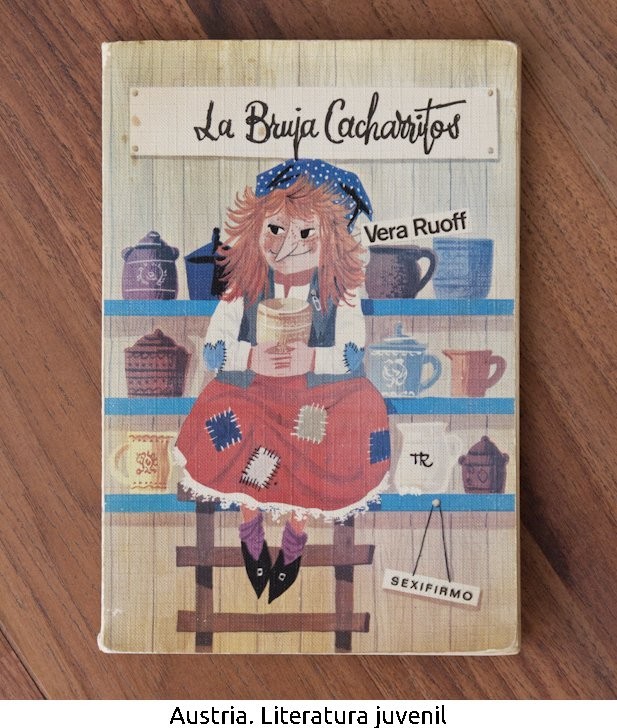 La Bruja Cacharritos
Vera Ruoff
TR
SEXIFIRMO
Austria. Literatura juvenil